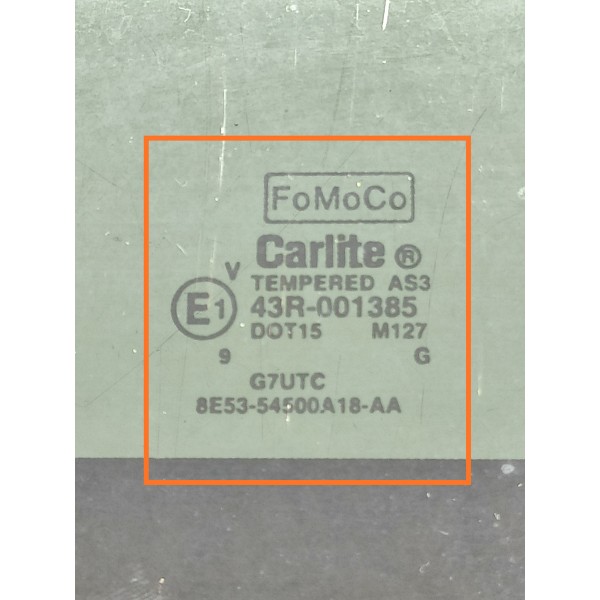 FoMoCo
Carlite ®
V
TEMPERED AS3
E1 43R-001385
DOT15 M127
9 G
G7UTC
8E53-54500A18-AA